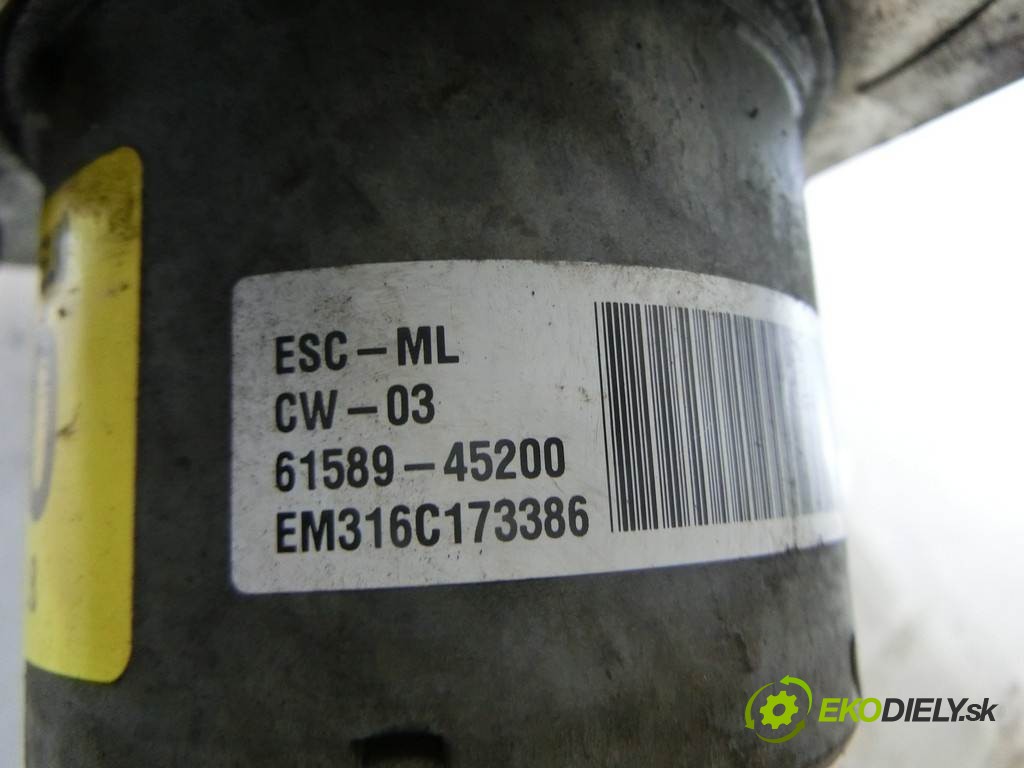 ESC-ML
CW-03
61589-45200
EM316C173386
EKODIELY.sk